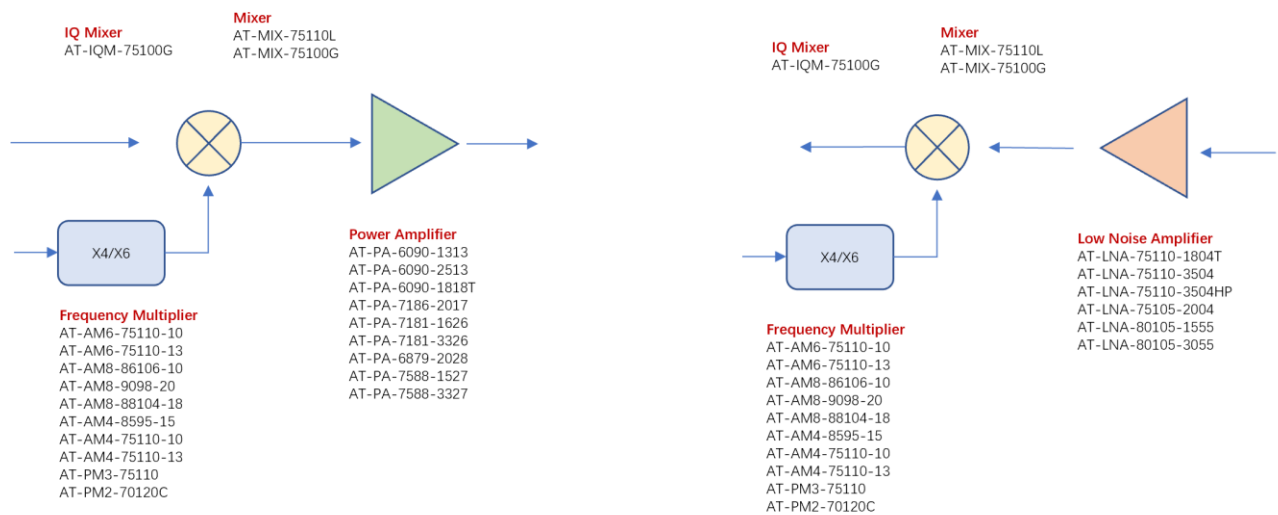 IQ Mixer
AT-IQM-75100G
Mixer
AT-MIX-75110L
AT-MIX-75100G
X4/X6
Frequency Multiplier
AT-AM6-75110-10
AT-AM6-75110-13
AT-AM8-86106-10
AT-AM8-9098-20
AT-AM8-88104-18
AT-AM4-8595-15
AT-AM4-75110-10
AT-AM4-75110-13
AT-PM3-75110
AT-PM2-70120C
Power Amplifier
AT-PA-6090-1313
AT-PA-6090-2513
AT-PA-6090-1818T
AT-PA-7186-2017
AT-PA-7181-1626
AT-PA-7181-3326
AT-PA-6879-2028
AT-PA-7588-1527
AT-PA-7588-3327
IQ Mixer
AT-IQM-75100G
Mixer
AT-MIX-75110L
AT-MIX-75100G
X4/X6
Frequency Multiplier
AT-AM6-75110-10
AT-AM6-75110-13
AT-AM8-86106-10
AT-AM8-9098-20
AT-AM8-88104-18
AT-AM4-8595-15
AT-AM4-75110-10
AT-AM4-75110-13
AT-PM3-75110
AT-PM2-70120C
Low Noise Amplifier
AT-LNA-75110-1804T
AT-LNA-75110-3504
AT-LNA-75110-3504HP
AT-LNA-75105-2004
AT-LNA-80105-1555
AT-LNA-80105-3055